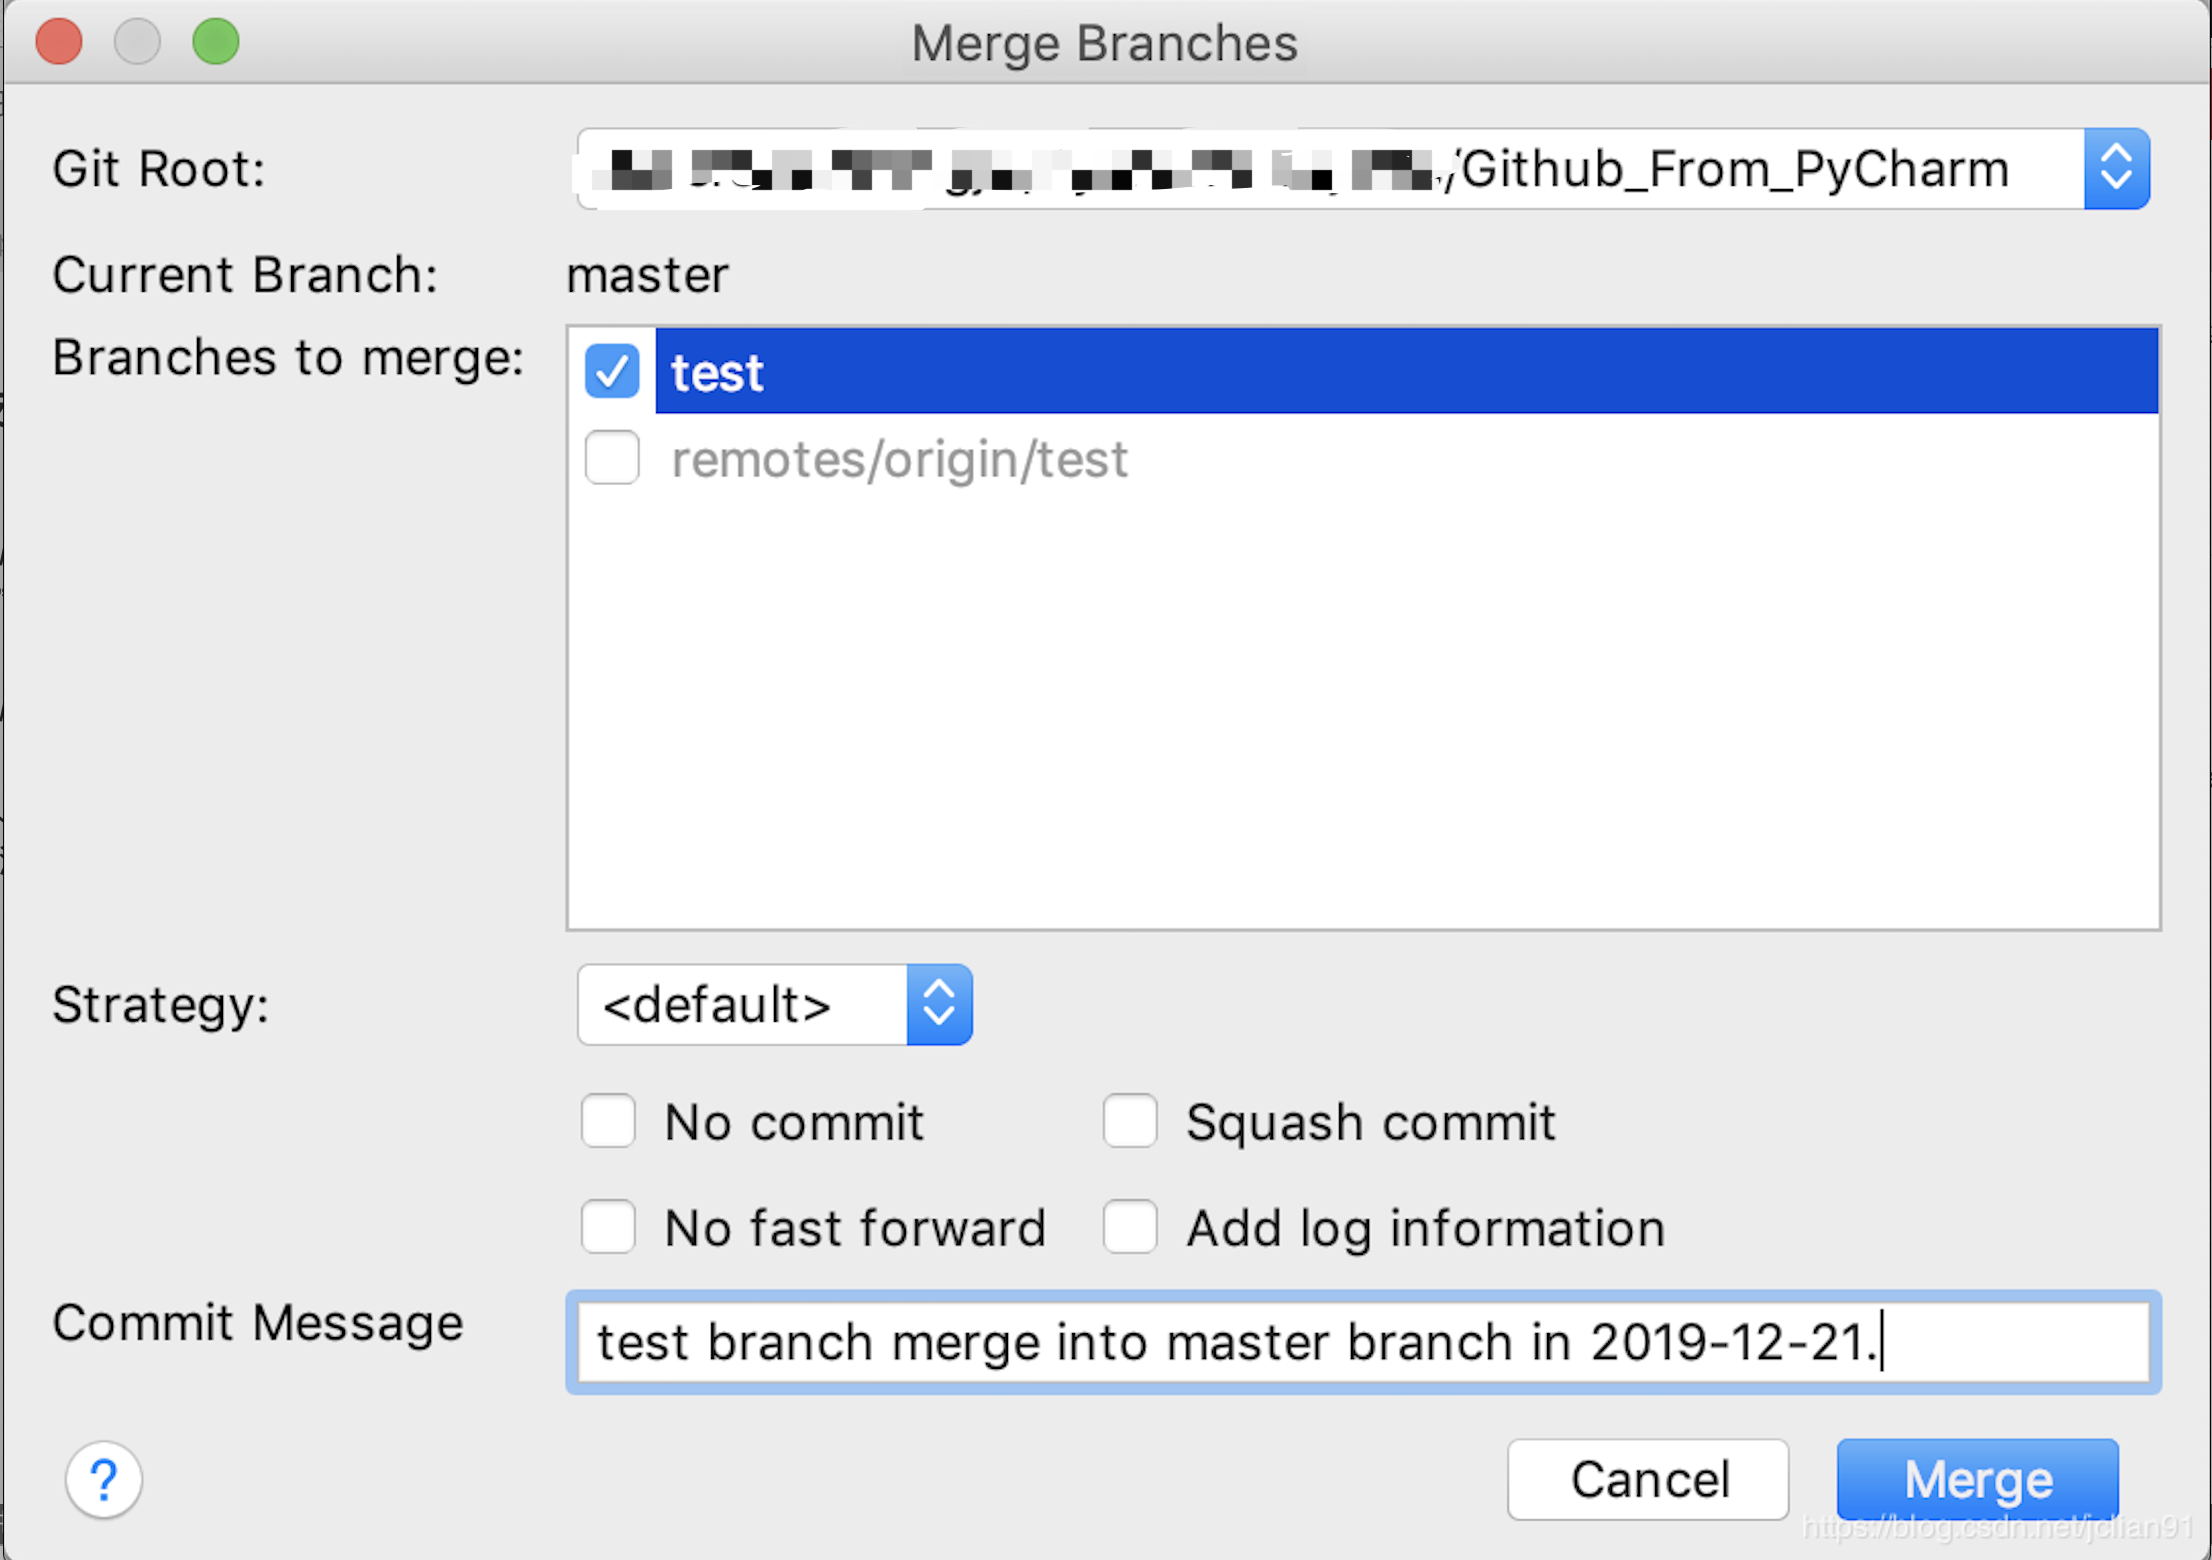 Merge Branches
Git Root: /Github_From_PyCharm
Current Branch: master
Branches to merge: test
remotes/origin/test
Strategy: <default>
No commit Squash commit
No fast forward Add log information
Commit Message test branch merge into master branch in 2019-12-21.
? Cancel Merge
https://blog.csdn.net/jclian91